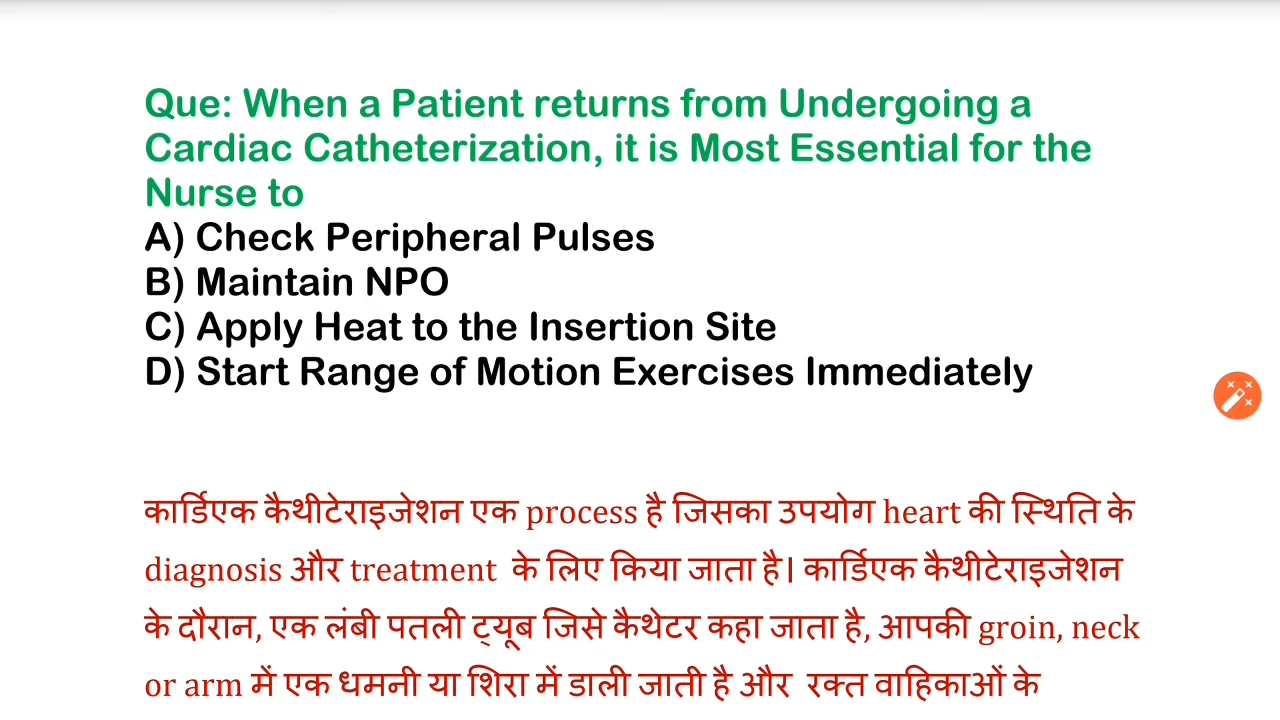 Que: When a Patient returns from Undergoing a
Cardiac Catheterization, it is Most Essential for the
Nurse to
A) Check Peripheral Pulses
B) Maintain NPO
C) Apply Heat to the Insertion Site
D) Start Range of Motion Exercises Immediately
कार्डिएक कैथीटेराइजेशन एक process है जिसका उपयोग heart की स्थिति के
diagnosis और treatment के लिए किया जाता है। कार्डिएक कैथीटेराइजेशन
के दौरान, एक लंबी पतली ट्यूब जिसे कैथेटर कहा जाता है, आपकी groin, neck
or arm में एक धमनी या शिरा में डाली जाती है और रक्त वाहिकाओं के